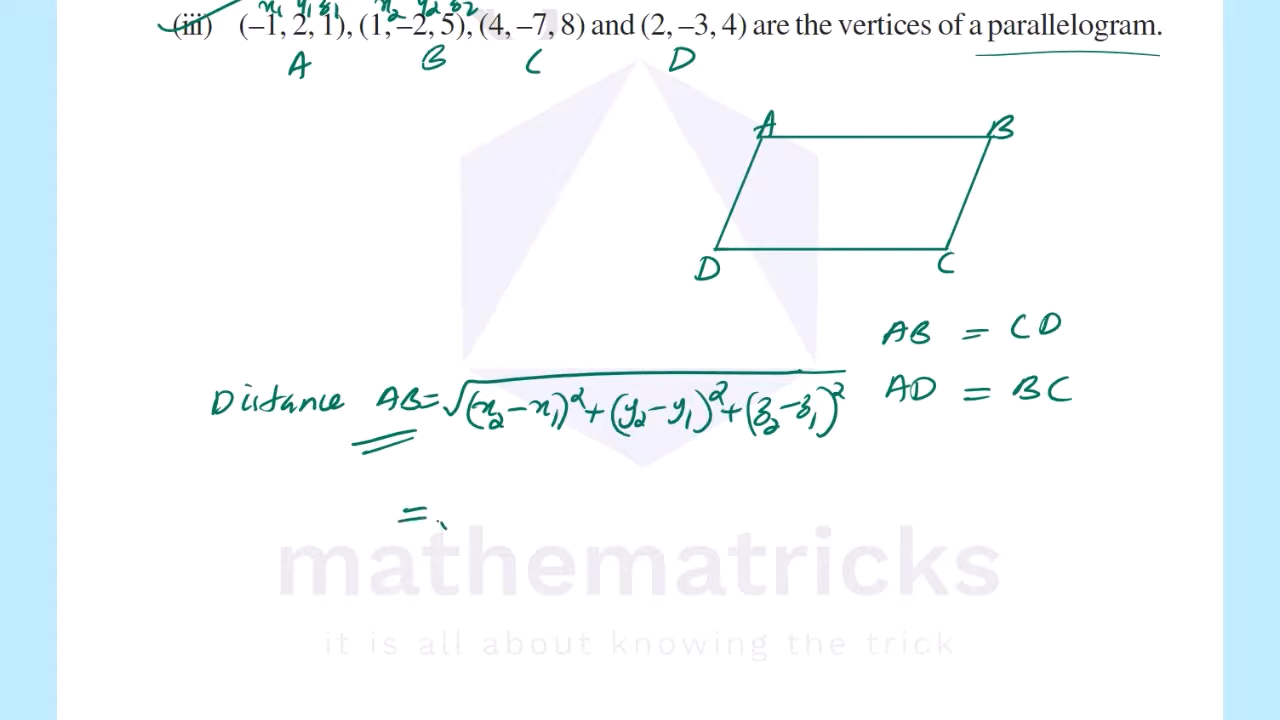 x₁ y₁ z₁ x₂ y₂ z₂
(iii) (–1, 2, 1), (1, –2, 5), (4, –7, 8) and (2, –3, 4) are the vertices of a parallelogram.
A B C D
A B
D C
AB = CD
Distance AB = √(x₂ – x₁)² + (y₂ – y₁)² + (z₂ – z₁)²
AD = BC
=
mathematricks
it is all about knowing the trick